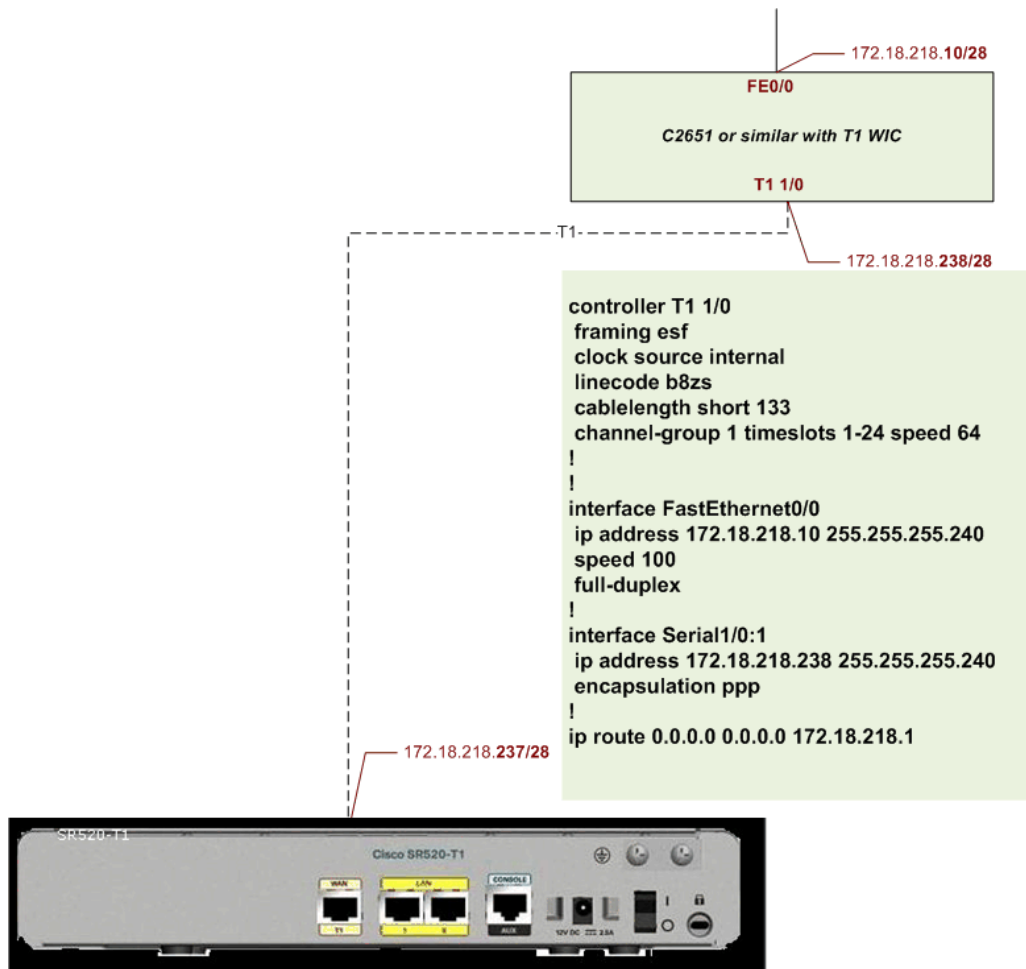 172.18.218.10/28
FE0/0
C2651 or similar with T1 WIC
T1 1/0
T1
172.18.218.238/28
controller T1 1/0
framing esf
clock source internal
linecode b8zs
cablelength short 133
channel-group 1 timeslots 1-24 speed 64
!
!
interface FastEthernet0/0
ip address 172.18.218.10 255.255.255.240
speed 100
full-duplex
!
interface Serial1/0:1
ip address 172.18.218.238 255.255.255.240
encapsulation ppp
!
ip route 0.0.0.0 0.0.0.0 172.18.218.1
172.18.218.237/28
SR520-T1
Cisco SR520-T1
WAN
LAN
CONSOLE
T1
AUX
12V DC
2.5A
I
O